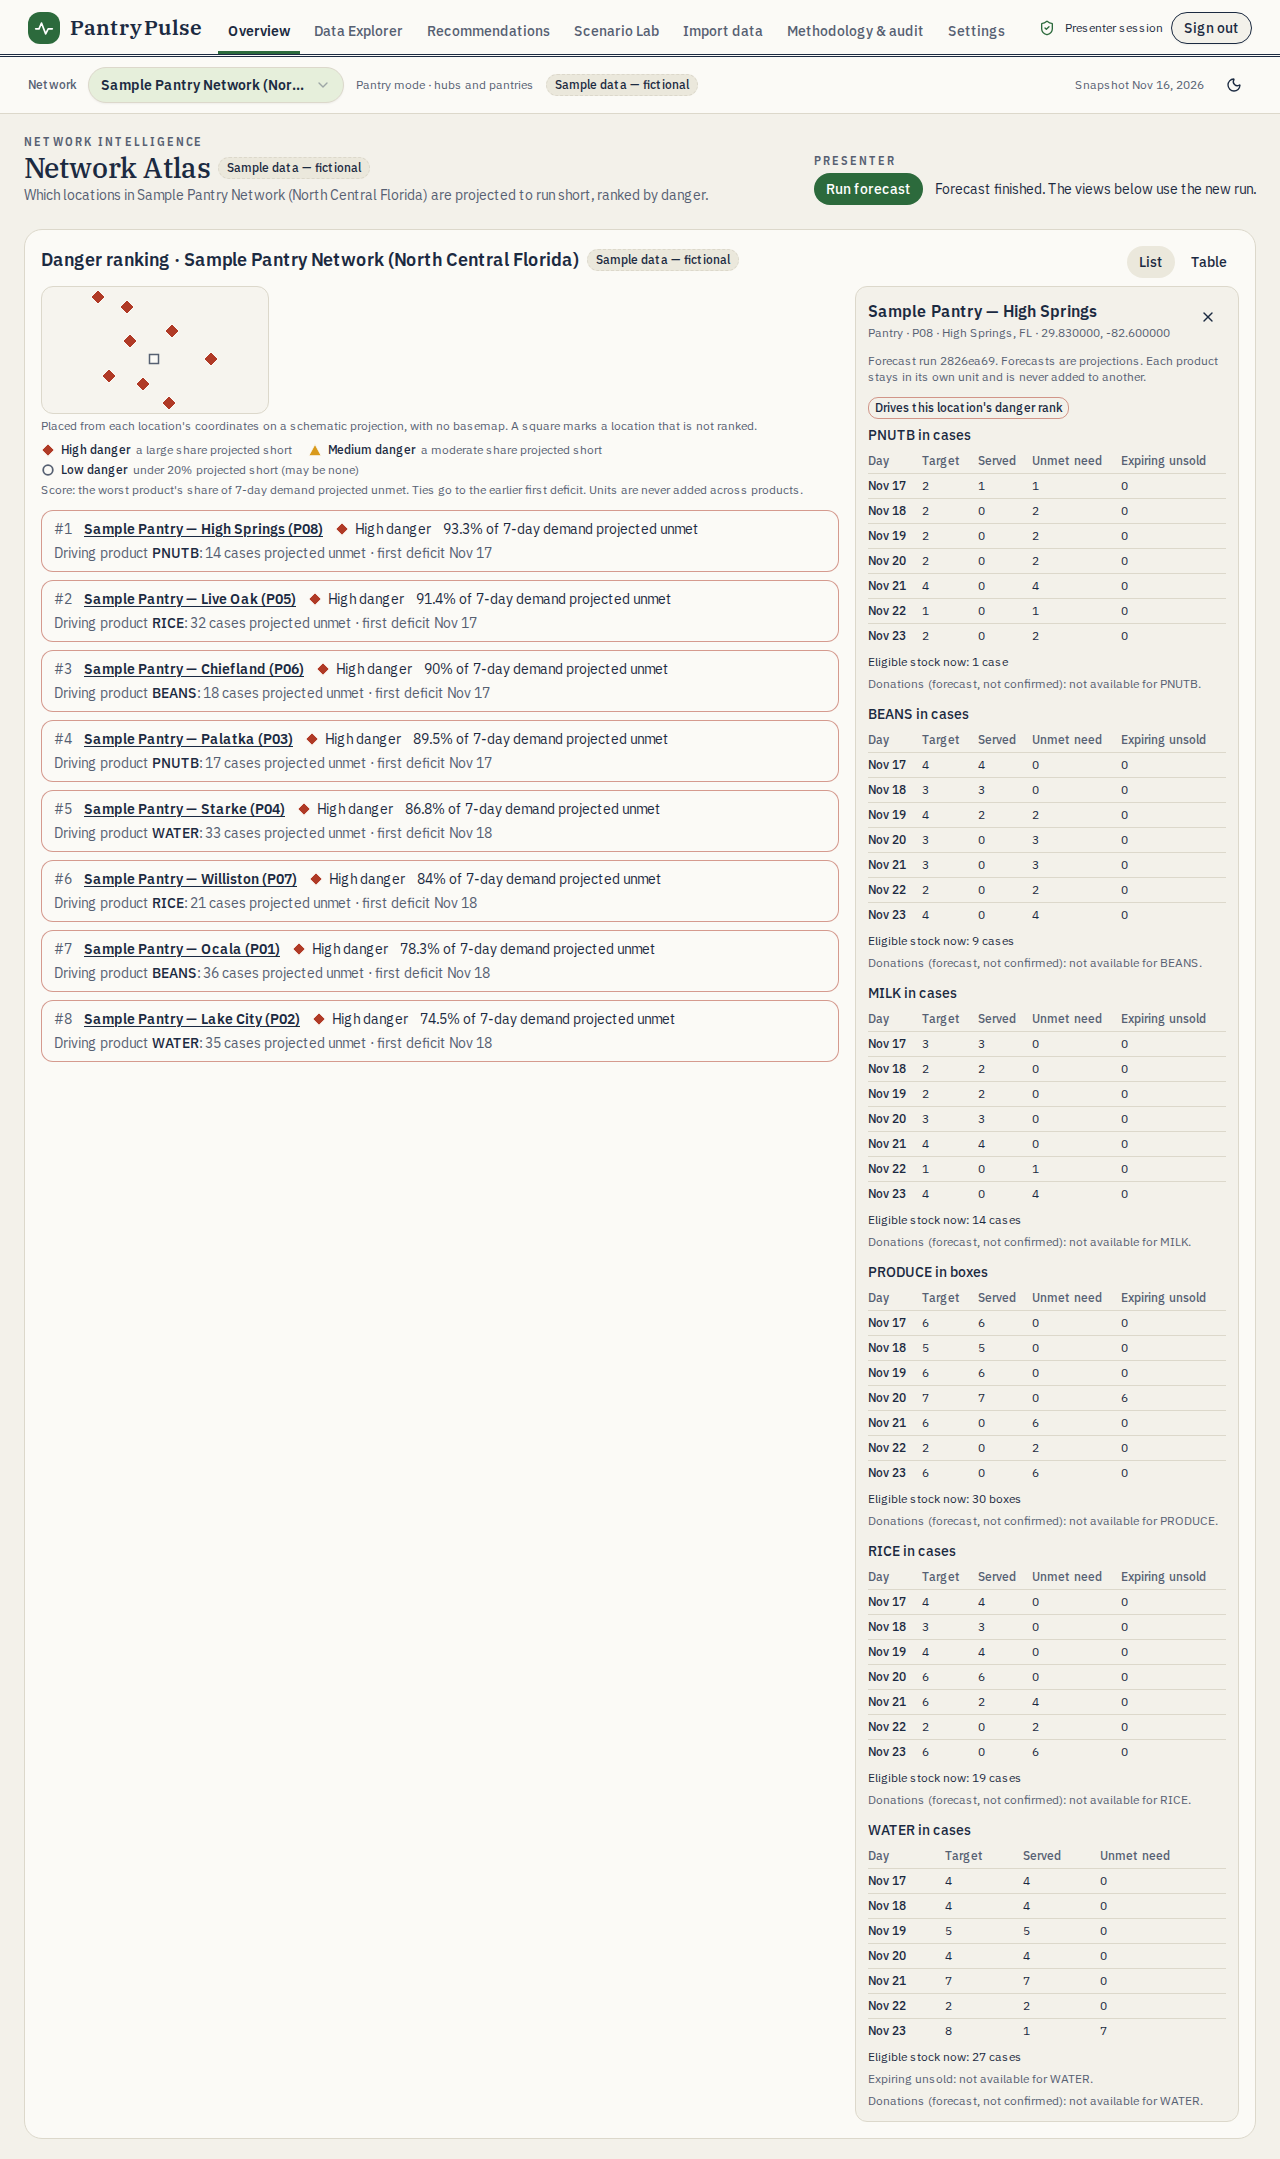 PantryPulse
Overview
Data Explorer
Recommendations
Scenario Lab
Import data
Methodology & audit
Settings
Presenter session
Sign out
Network
Sample Pantry Network (Nor...
Pantry mode · hubs and pantries
Sample data — fictional
Snapshot Nov 16, 2026
NETWORK INTELLIGENCE
Network Atlas Sample data — fictional
Which locations in Sample Pantry Network (North Central Florida) are projected to run short, ranked by danger.
PRESENTER
Run forecast Forecast finished. The views below use the new run.
Danger ranking · Sample Pantry Network (North Central Florida) Sample data — fictional
List Table
Placed from each location's coordinates on a schematic projection, with no basemap. A square marks a location that is not ranked.
High danger a large share projected short Medium danger a moderate share projected short
Low danger under 20% projected short (may be none)
Score: the worst product's share of 7-day demand projected unmet. Ties go to the earlier first deficit. Units are never added across products.
#1 Sample Pantry — High Springs (P08) High danger 93.3% of 7-day demand projected unmet
Driving product PNUTB: 14 cases projected unmet · first deficit Nov 17
#2 Sample Pantry — Live Oak (P05) High danger 91.4% of 7-day demand projected unmet
Driving product RICE: 32 cases projected unmet · first deficit Nov 17
#3 Sample Pantry — Chiefland (P06) High danger 90% of 7-day demand projected unmet
Driving product BEANS: 18 cases projected unmet · first deficit Nov 17
#4 Sample Pantry — Palatka (P03) High danger 89.5% of 7-day demand projected unmet
Driving product PNUTB: 17 cases projected unmet · first deficit Nov 17
#5 Sample Pantry — Starke (P04) High danger 86.8% of 7-day demand projected unmet
Driving product WATER: 33 cases projected unmet · first deficit Nov 18
#6 Sample Pantry — Williston (P07) High danger 84% of 7-day demand projected unmet
Driving product RICE: 21 cases projected unmet · first deficit Nov 18
#7 Sample Pantry — Ocala (P01) High danger 78.3% of 7-day demand projected unmet
Driving product BEANS: 36 cases projected unmet · first deficit Nov 18
#8 Sample Pantry — Lake City (P02) High danger 74.5% of 7-day demand projected unmet
Driving product WATER: 35 cases projected unmet · first deficit Nov 18
Sample Pantry — High Springs
Pantry · P08 · High Springs, FL · 29.830000, -82.600000
Forecast run 2826ea69. Forecasts are projections. Each product
stays in its own unit and is never added to another.
Drives this location's danger rank
PNUTB in cases
Day Target Served Unmet need Expiring unsold
Nov 17 2 1 1 0
Nov 18 2 0 2 0
Nov 19 2 0 2 0
Nov 20 2 0 2 0
Nov 21 4 0 4 0
Nov 22 1 0 1 0
Nov 23 2 0 2 0
Eligible stock now: 1 case
Donations (forecast, not confirmed): not available for PNUTB.
BEANS in cases
Day Target Served Unmet need Expiring unsold
Nov 17 4 4 0 0
Nov 18 3 3 0 0
Nov 19 4 2 2 0
Nov 20 3 0 3 0
Nov 21 3 0 3 0
Nov 22 2 0 2 0
Nov 23 4 0 4 0
Eligible stock now: 9 cases
Donations (forecast, not confirmed): not available for BEANS.
MILK in cases
Day Target Served Unmet need Expiring unsold
Nov 17 3 3 0 0
Nov 18 2 2 0 0
Nov 19 2 2 0 0
Nov 20 3 3 0 0
Nov 21 4 4 0 0
Nov 22 1 0 1 0
Nov 23 4 0 4 0
Eligible stock now: 14 cases
Donations (forecast, not confirmed): not available for MILK.
PRODUCE in boxes
Day Target Served Unmet need Expiring unsold
Nov 17 6 6 0 0
Nov 18 5 5 0 0
Nov 19 6 6 0 0
Nov 20 7 7 0 6
Nov 21 6 0 6 0
Nov 22 2 0 2 0
Nov 23 6 0 6 0
Eligible stock now: 30 boxes
Donations (forecast, not confirmed): not available for PRODUCE.
RICE in cases
Day Target Served Unmet need Expiring unsold
Nov 17 4 4 0 0
Nov 18 3 3 0 0
Nov 19 4 4 0 0
Nov 20 6 6 0 0
Nov 21 6 2 4 0
Nov 22 2 0 2 0
Nov 23 6 0 6 0
Eligible stock now: 19 cases
Donations (forecast, not confirmed): not available for RICE.
WATER in cases
Day Target Served Unmet need
Nov 17 4 4 0
Nov 18 4 4 0
Nov 19 5 5 0
Nov 20 4 4 0
Nov 21 7 7 0
Nov 22 2 2 0
Nov 23 8 1 7
Eligible stock now: 27 cases
Expiring unsold: not available for WATER.
Donations (forecast, not confirmed): not available for WATER.